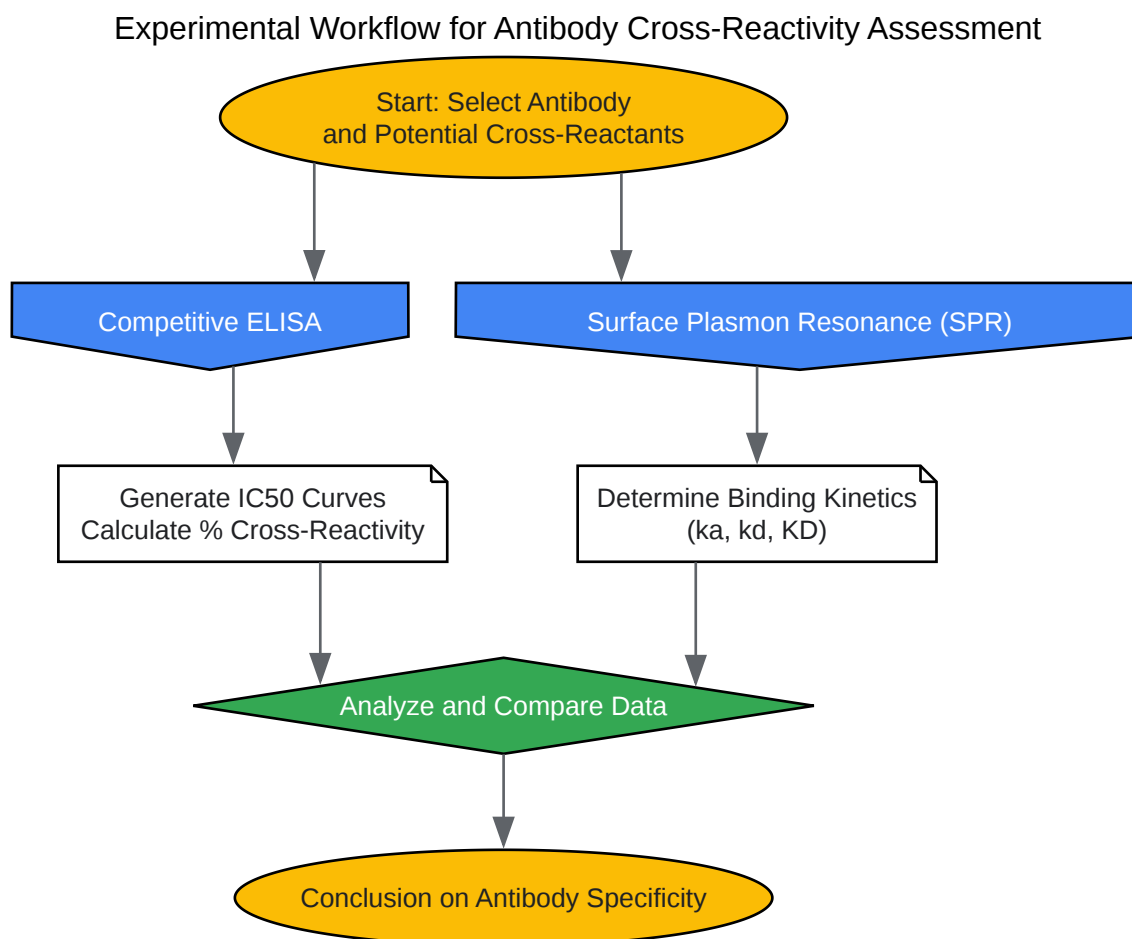 Experimental Workflow for Antibody Cross-Reactivity Assessment
Start: Select Antibody
and Potential Cross-Reactants
Competitive ELISA
Surface Plasmon Resonance (SPR)
Generate IC50 Curves
Calculate % Cross-Reactivity
Determine Binding Kinetics
(ka, kd, KD)
Analyze and Compare Data
Conclusion on Antibody Specificity